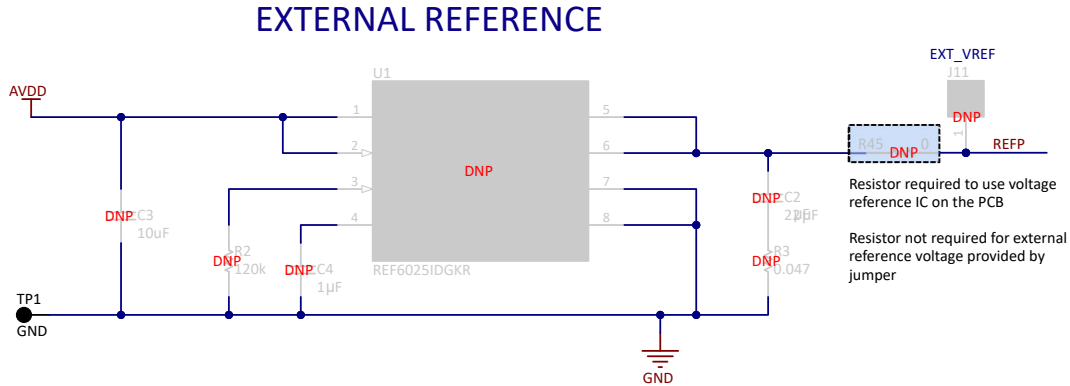 EXTERNAL REFERENCE
EXT_VREF
J11
DNP
1
U1
AVDD
1
2
3
4
5
6
7
8
DNP
REF6025IDGKR
R45
DNP
0
REFP
Resistor required to use voltage
reference IC on the PCB
Resistor not required for external
reference voltage provided by
jumper
DNP
C3
10uF
DNP
R2
120k
DNP
C4
1µF
DNP
C2
DNP
R3
0.047
TP1
GND
GND